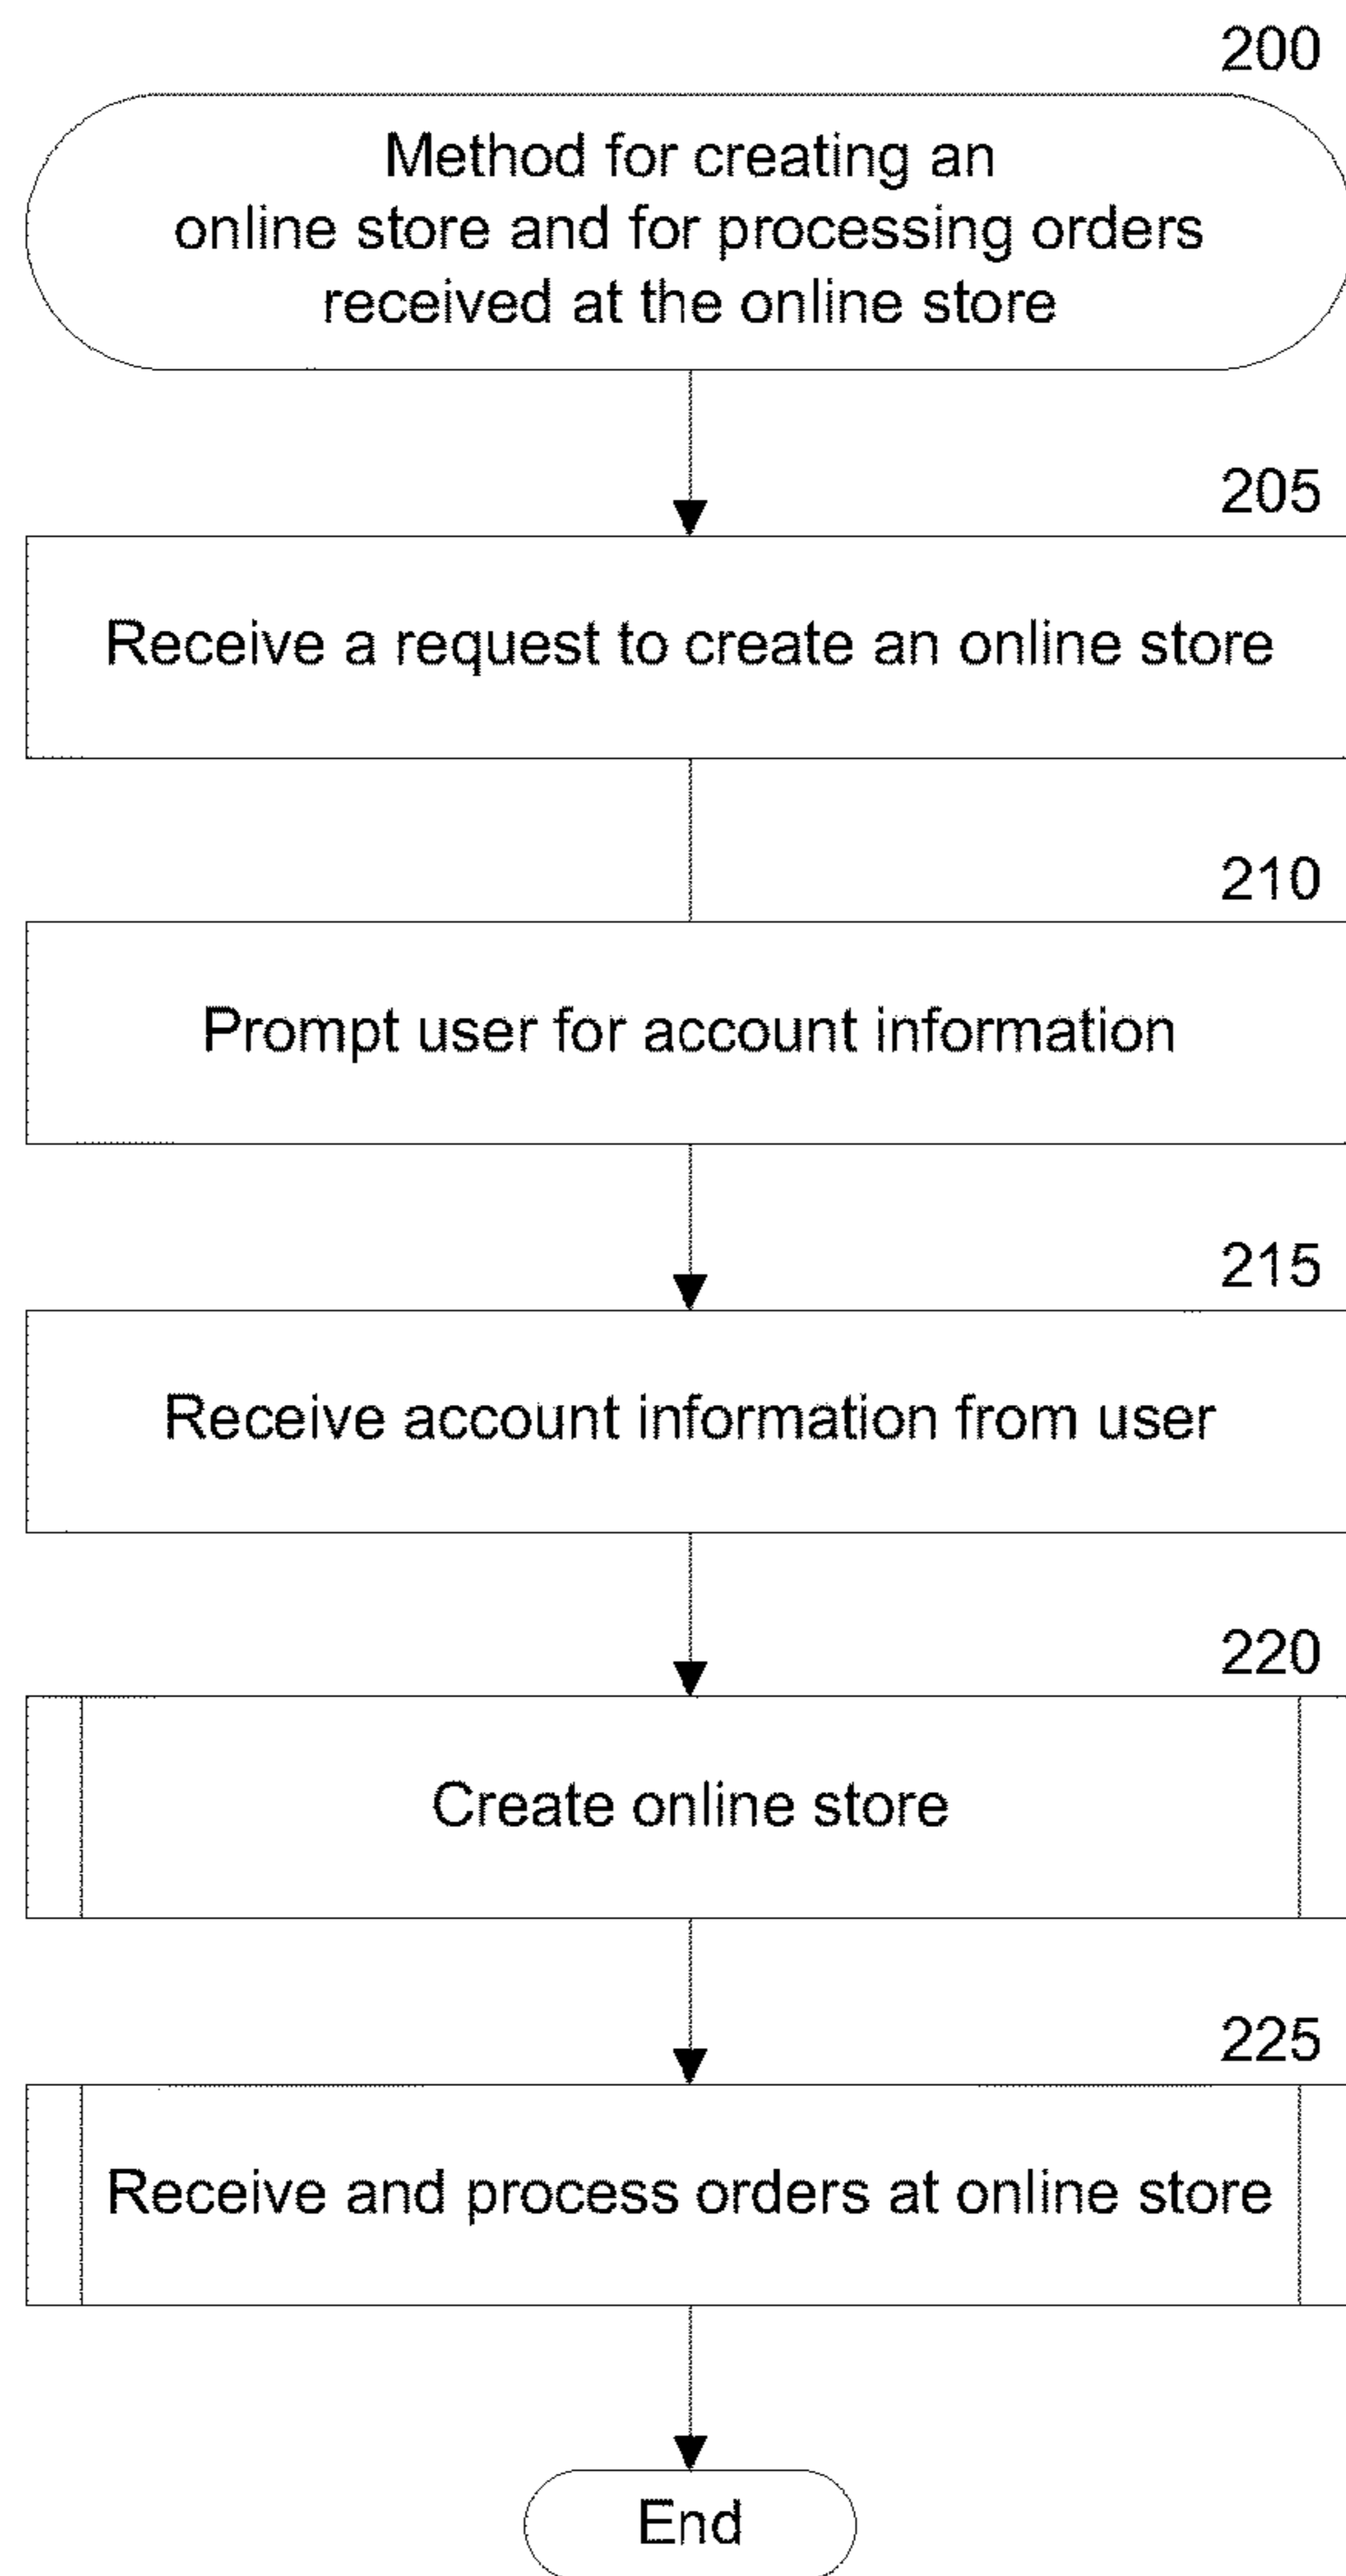 200
Method for creating an
online store and for processing orders
received at the online store
205
Receive a request to create an online store
210
Prompt user for account information
215
Receive account information from user
220
Create online store
225
Receive and process orders at online store
End